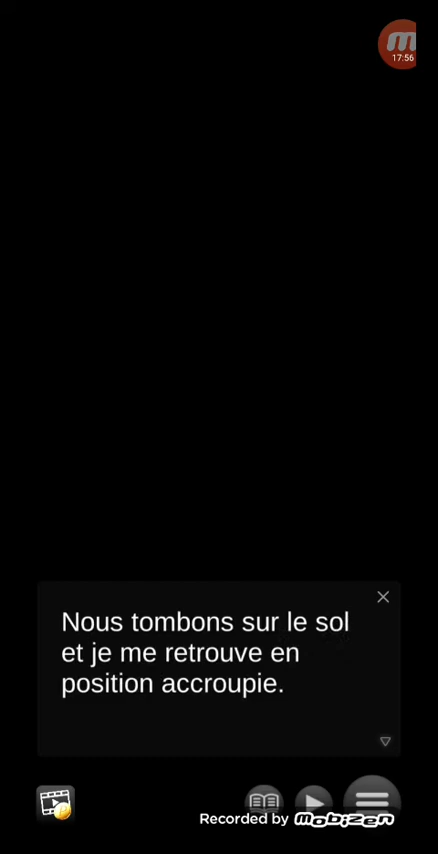 17:56
Nous tombons sur le sol
et je me retrouve en
position accroupie.
Recorded by mobizen